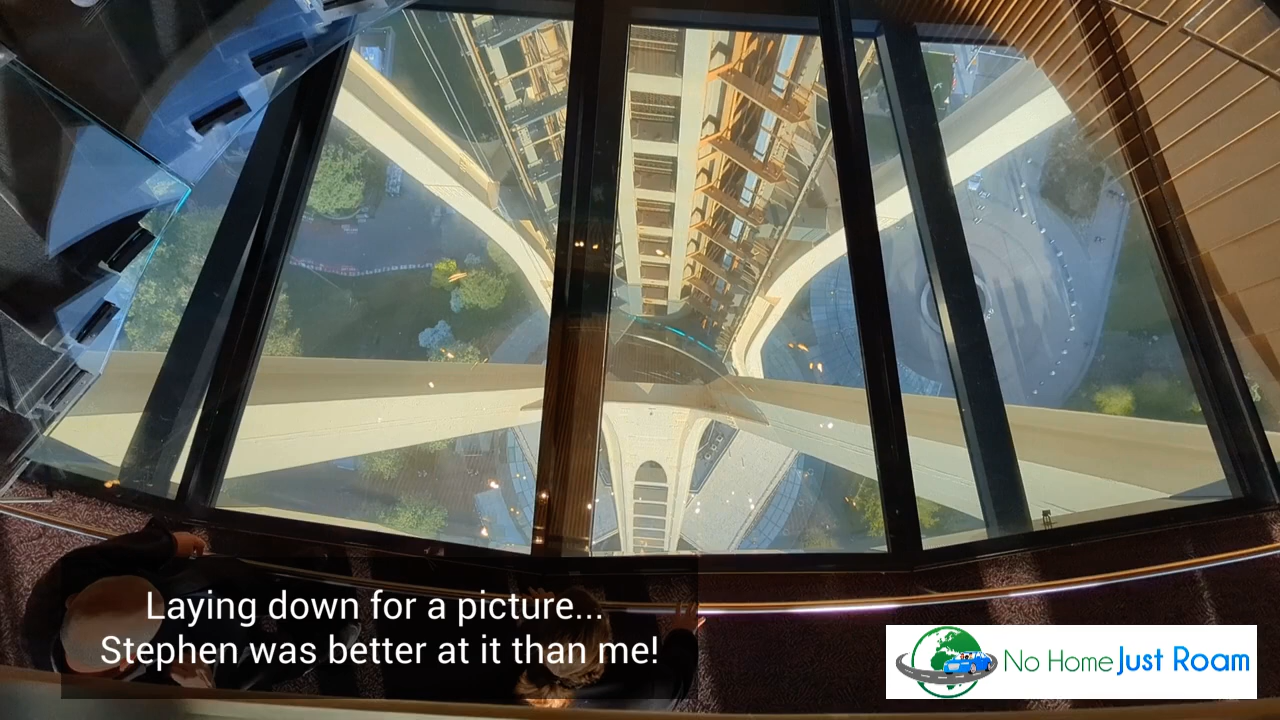 Laying down for a picture...
Stephen was better at it than me!
No Home Just Roam